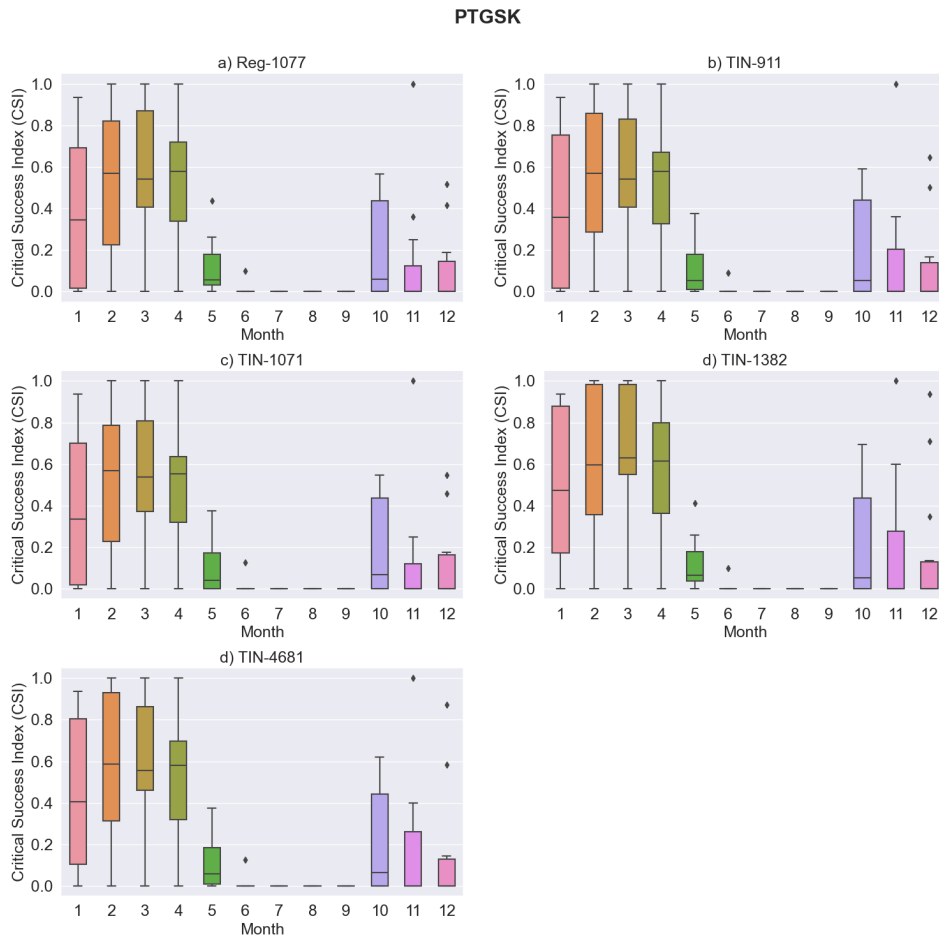 PTGSK
a) Reg-1077
Critical Success Index (CSI)
1.0
0.8
0.6
0.4
0.2
0.0
1 2 3 4 5 6 7 8 9 10 11 12
Month
b) TIN-911
Critical Success Index (CSI)
1.0
0.8
0.6
0.4
0.2
0.0
1 2 3 4 5 6 7 8 9 10 11 12
Month
c) TIN-1071
Critical Success Index (CSI)
1.0
0.8
0.6
0.4
0.2
0.0
1 2 3 4 5 6 7 8 9 10 11 12
Month
d) TIN-1382
Critical Success Index (CSI)
1.0
0.8
0.6
0.4
0.2
0.0
1 2 3 4 5 6 7 8 9 10 11 12
Month
d) TIN-4681
Critical Success Index (CSI)
1.0
0.8
0.6
0.4
0.2
0.0
1 2 3 4 5 6 7 8 9 10 11 12
Month